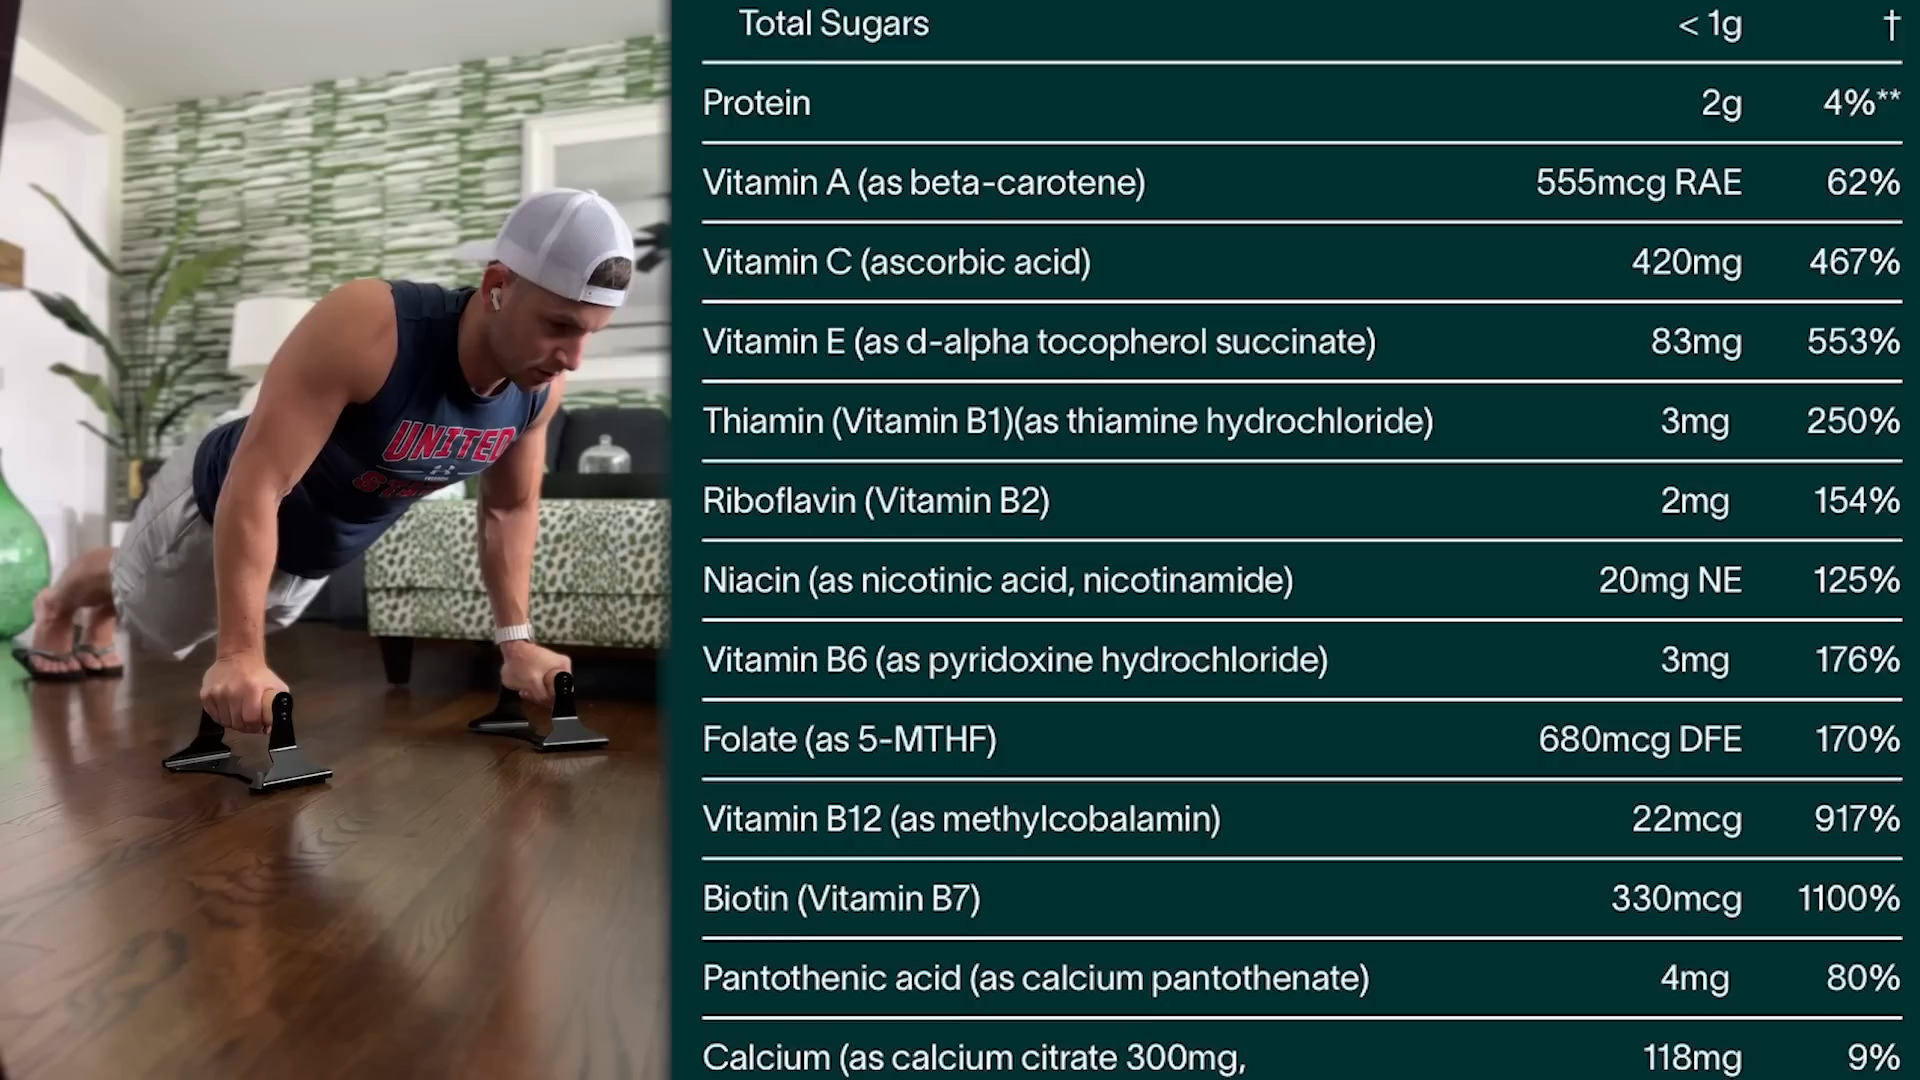 Total Sugars < 1g †
Protein 2g 4%**
Vitamin A (as beta-carotene) 555mcg RAE 62%
Vitamin C (ascorbic acid) 420mg 467%
Vitamin E (as d-alpha tocopherol succinate) 83mg 553%
Thiamin (Vitamin B1)(as thiamine hydrochloride) 3mg 250%
Riboflavin (Vitamin B2) 2mg 154%
Niacin (as nicotinic acid, nicotinamide) 20mg NE 125%
Vitamin B6 (as pyridoxine hydrochloride) 3mg 176%
Folate (as 5-MTHF) 680mcg DFE 170%
Vitamin B12 (as methylcobalamin) 22mcg 917%
Biotin (Vitamin B7) 330mcg 1100%
Pantothenic acid (as calcium pantothenate) 4mg 80%
Calcium (as calcium citrate 300mg, 118mg 9%
UNITED